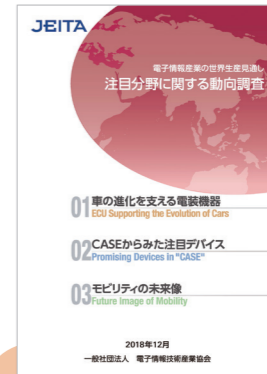 JEITA
電子情報産業の世界生産見通し
注目分野に関する動向調査
01 車の進化を支える電装機器
ECU Supporting the Evolution of Cars
02 CASEからみた注目デバイス
Promising Devices in "CASE"
03 モビリティの未来像
Future Image of Mobility
2018年12月
一般社団法人 電子情報技術産業協会